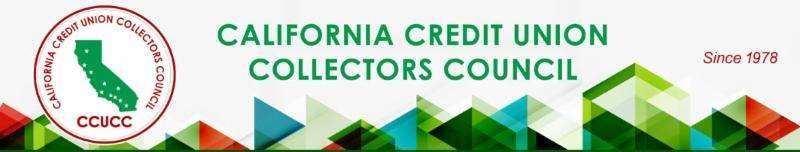 CALIFORNIA CREDIT UNION COLLECTORS COUNCIL
CCUCC
CALIFORNIA CREDIT UNION
COLLECTORS COUNCIL
Since 1978